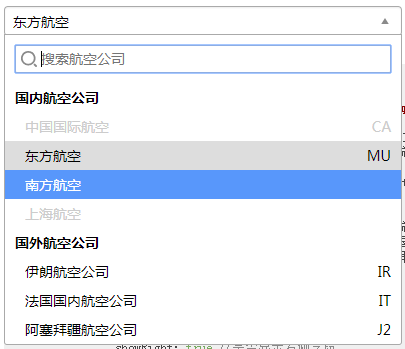 东方航空
搜索航空公司
国内航空公司
中国国际航空 CA
东方航空 MU
南方航空
上海航空
国外航空公司
伊朗航空公司 IR
法国国内航空公司 IT
阿塞拜疆航空公司 J2